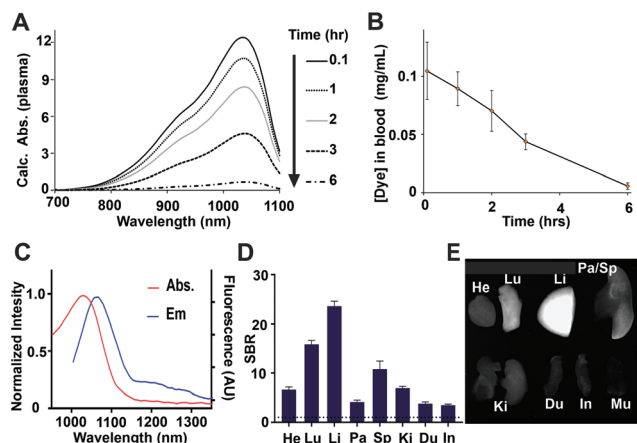 A
Calc. Abs. (plasma)
12
9
6
3
0
700 800 900 1000 1100
Wavelength (nm)
Time (hr)
0.1
1
2
3
6
B
[Dye] in blood (mg/mL)
0.1
0.05
0
2 4 6
Time (hrs)
C
Normalized Intesity
1.0
0.5
0
1000 1100 1200 1300
Wavelength (nm)
Abs.
Em
Fluorescence (AU)
D
SBR
30
20
10
0
He Lu Li Pa Sp Ki Du In
E
He Lu Li Pa/Sp
Ki Du In Mu